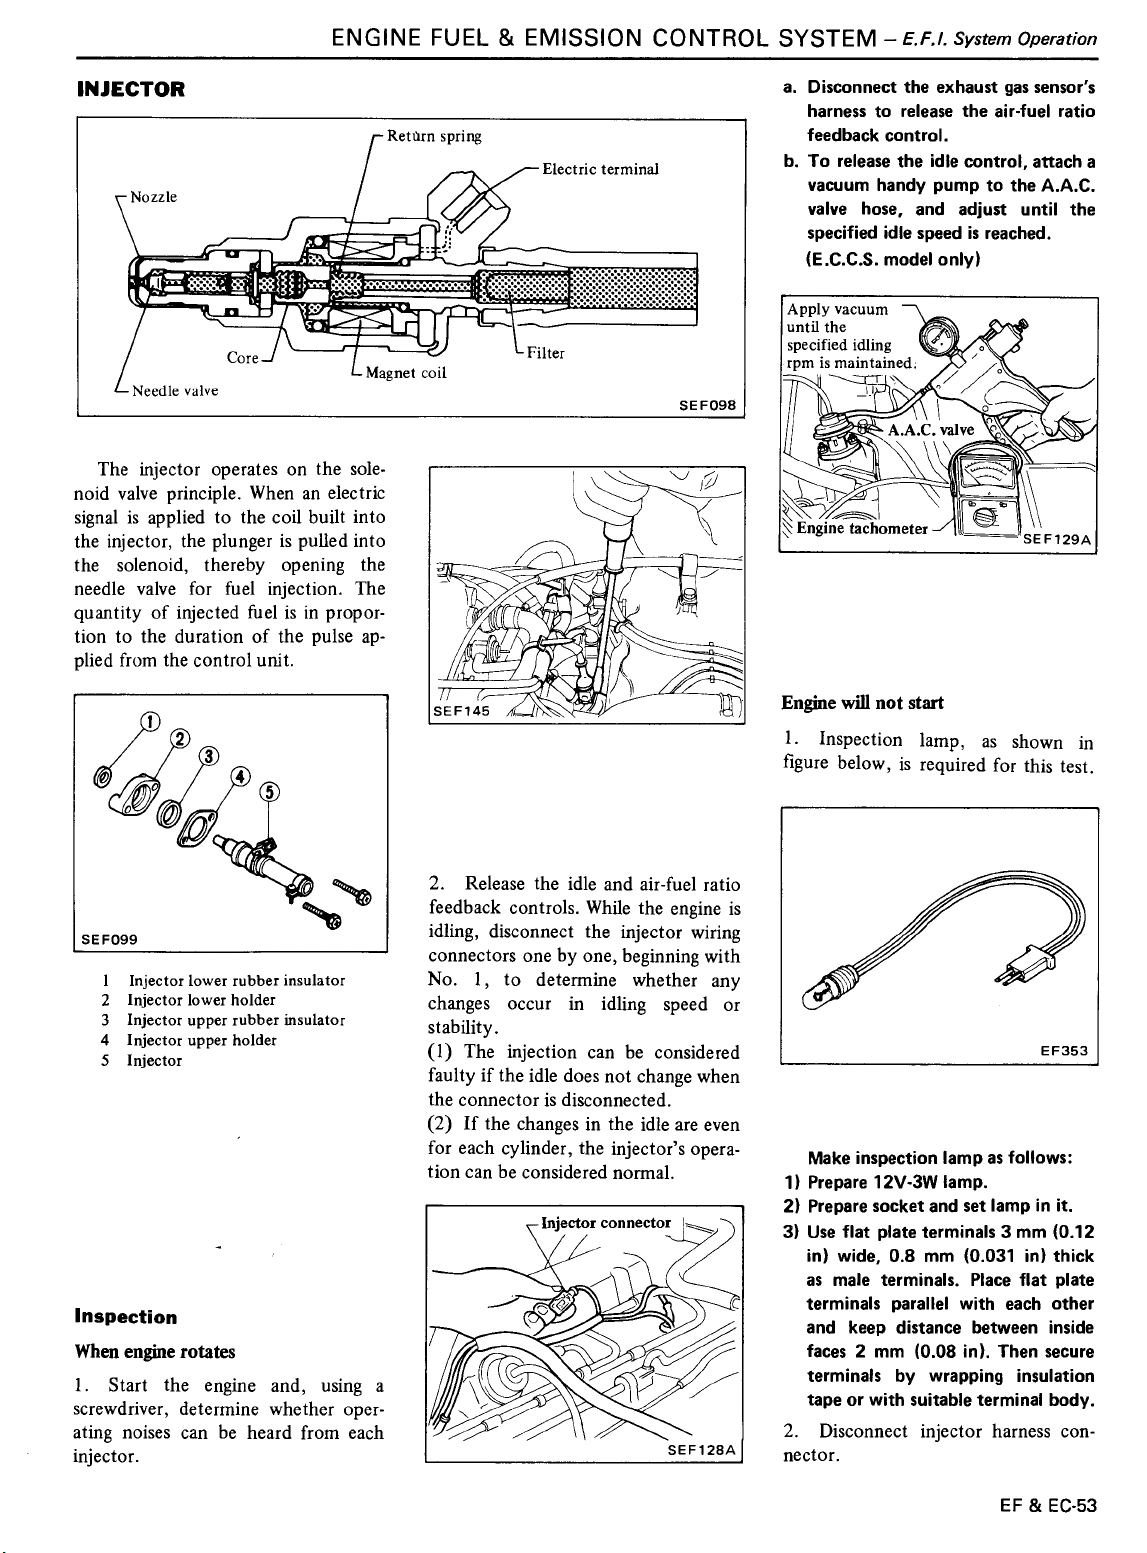 ENGINE FUEL & EMISSION CONTROL SYSTEM – E.F.I. System Operation
INJECTOR
Return spring
Electric terminal
Nozzle
Core
Filter
Magnet coil
Needle valve
SEF098
The injector operates on the sole-
noid valve principle. When an electric
signal is applied to the coil built into
the injector, the plunger is pulled into
the solenoid, thereby opening the
needle valve for fuel injection. The
quantity of injected fuel is in propor-
tion to the duration of the pulse ap-
plied from the control unit.
1
2
3
4
5
SEF099
1 Injector lower rubber insulator
2 Injector lower holder
3 Injector upper rubber insulator
4 Injector upper holder
5 Injector
Inspection
When engine rotates
1. Start the engine and, using a
screwdriver, determine whether oper-
ating noises can be heard from each
injector.
SEF145
2. Release the idle and air-fuel ratio
feedback controls. While the engine is
idling, disconnect the injector wiring
connectors one by one, beginning with
No. 1, to determine whether any
changes occur in idling speed or
stability.
(1) The injection can be considered
faulty if the idle does not change when
the connector is disconnected.
(2) If the changes in the idle are even
for each cylinder, the injector's opera-
tion can be considered normal.
Injector connector
SEF128A
a. Disconnect the exhaust gas sensor's
harness to release the air-fuel ratio
feedback control.
b. To release the idle control, attach a
vacuum handy pump to the A.A.C.
valve hose, and adjust until the
specified idle speed is reached.
(E.C.C.S. model only)
Apply vacuum
until the
specified idling
rpm is maintained.
A.A.C. valve
Engine tachometer
SEF129A
Engine will not start
1. Inspection lamp, as shown in
figure below, is required for this test.
EF353
Make inspection lamp as follows:
1) Prepare 12V-3W lamp.
2) Prepare socket and set lamp in it.
3) Use flat plate terminals 3 mm (0.12
in) wide, 0.8 mm (0.031 in) thick
as male terminals. Place flat plate
terminals parallel with each other
and keep distance between inside
faces 2 mm (0.08 in). Then secure
terminals by wrapping insulation
tape or with suitable terminal body.
2. Disconnect injector harness con-
nector.
EF & EC-53